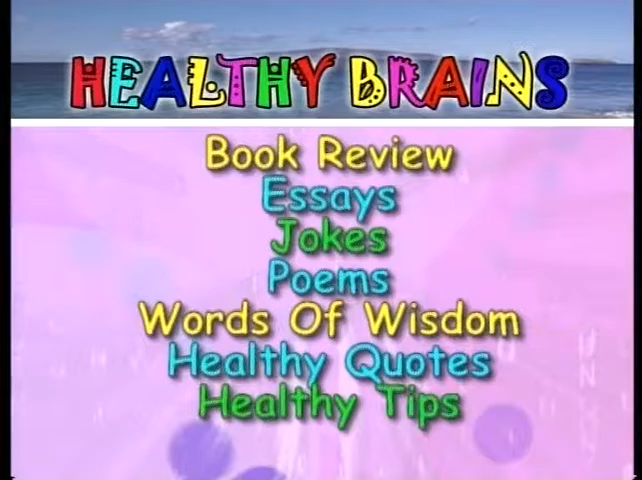 HEALTHY BRAINS
Book Review
Essays
Jokes
Poems
Words Of Wisdom
Healthy Quotes
Healthy Tips